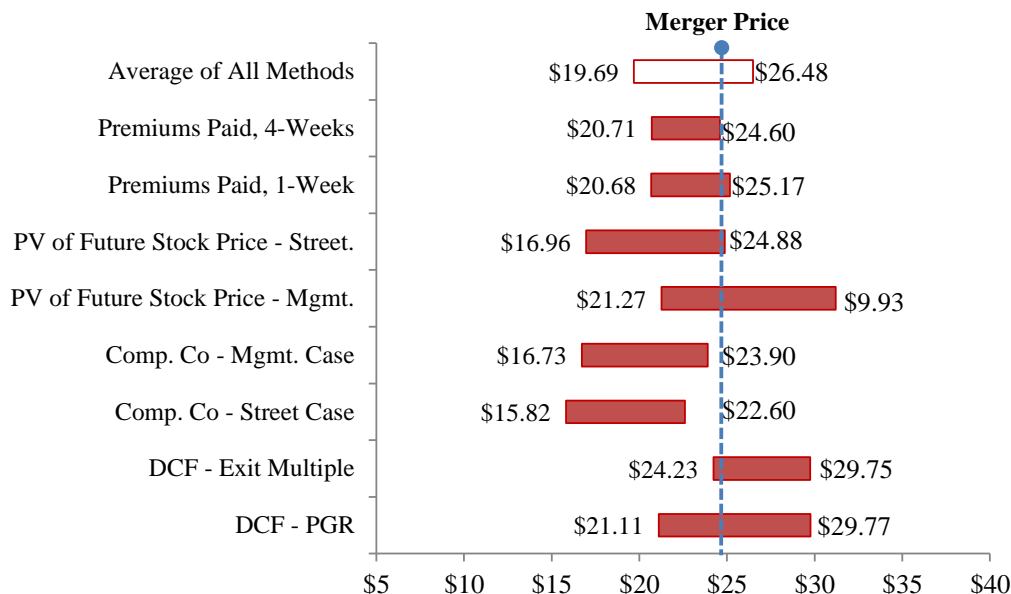 Merger Price
Average of All Methods $19.69 $26.48
Premiums Paid, 4-Weeks $20.71 $24.60
Premiums Paid, 1-Week $20.68 $25.17
PV of Future Stock Price - Street. $16.96 $24.88
PV of Future Stock Price - Mgmt. $21.27 $9.93
Comp. Co - Mgmt. Case $16.73 $23.90
Comp. Co - Street Case $15.82 $22.60
DCF - Exit Multiple $24.23 $29.75
DCF - PGR $21.11 $29.77
$5 $10 $15 $20 $25 $30 $35 $40